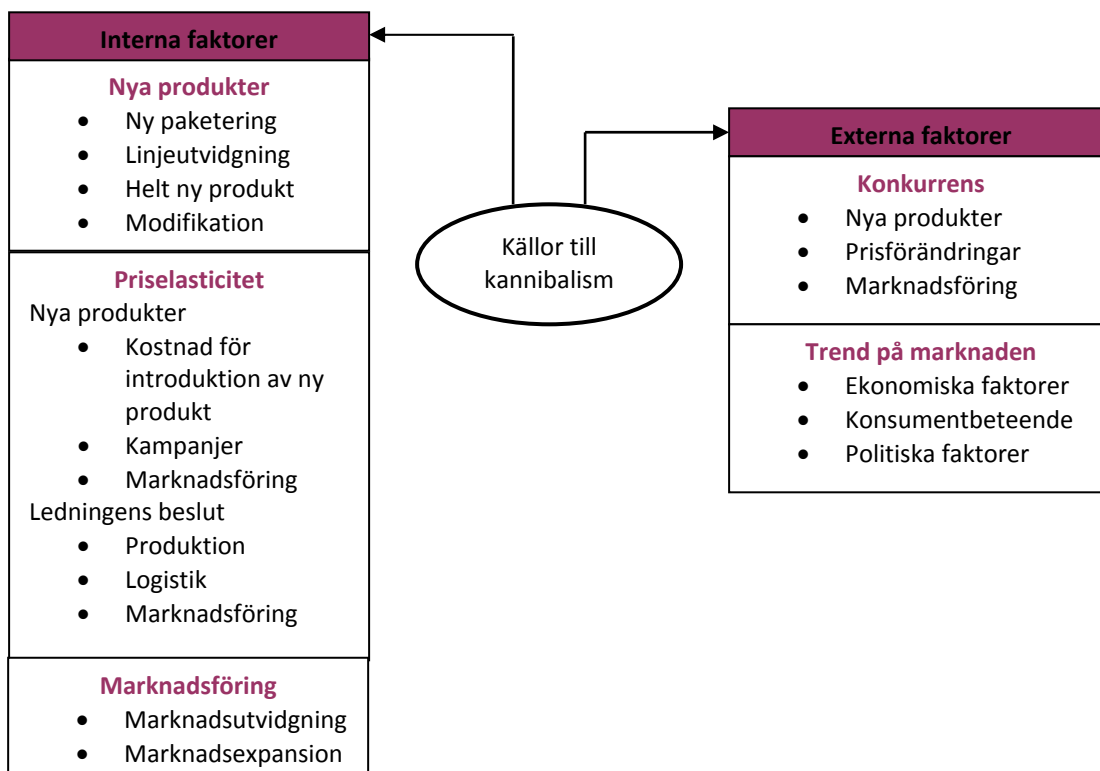 Interna faktorer
Nya produkter
• Ny paketering
• Linjeutvidgning
• Helt ny produkt
• Modifikation
Priselasticitet
Nya produkter
• Kostnad för
introduktion av ny
produkt
• Kampanjer
• Marknadsföring
Ledningens beslut
• Produktion
• Logistik
• Marknadsföring
Marknadsföring
• Marknadsutvidgning
• Marknadsexpansion
Källor till
kannibalism
Externa faktorer
Konkurrens
• Nya produkter
• Prisförändringar
• Marknadsföring
Trend på marknaden
• Ekonomiska faktorer
• Konsumentbeteende
• Politiska faktorer